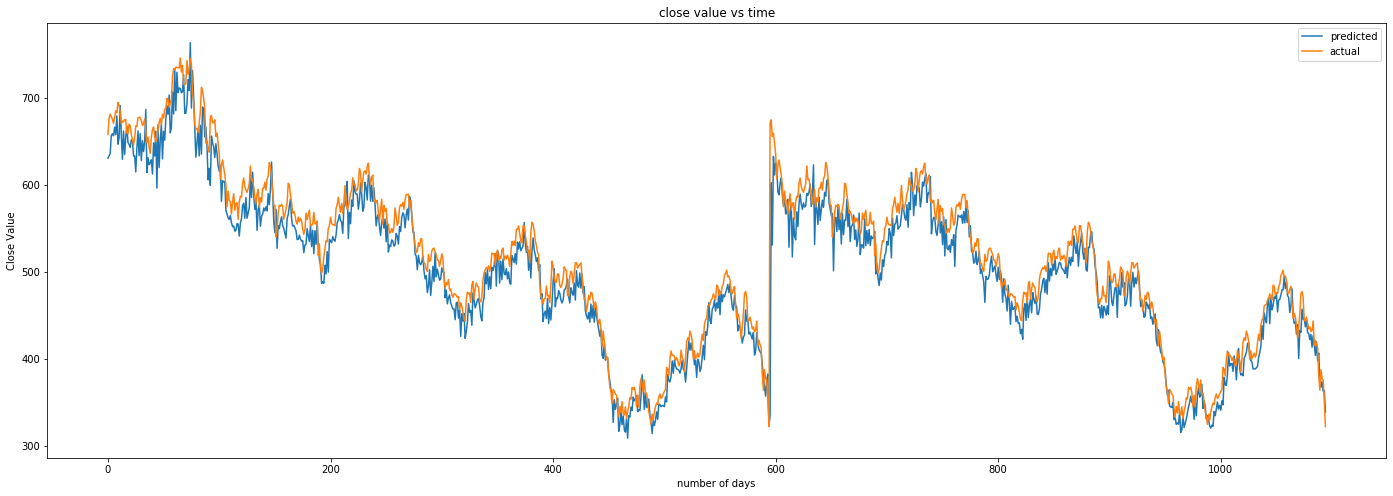 close value vs time
predicted
actual
Close Value
700
600
500
400
300
0 200 400 600 800 1000
number of days